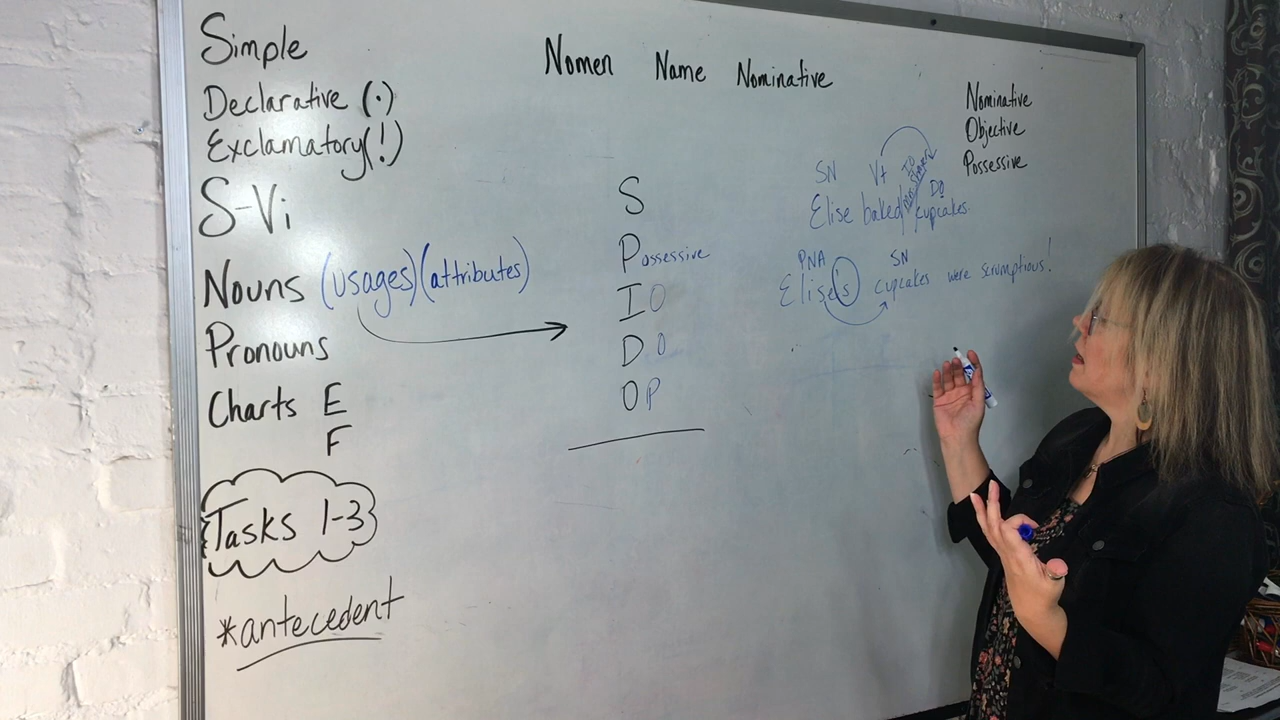 Simple
Declarative (.)
Exclamatory(!)
S-Vi
Nouns (usages)(attributes)
Pronouns
Charts E
F
Tasks 1-3
*antecedent
Nomen Name Nominative
S
Possessive
IO
DO
OP
Nominative
Objective
Possessive
SN Vt IO DO
Elise baked cupcakes.
PNA SN
Elise's cupcakes were scrumptious!